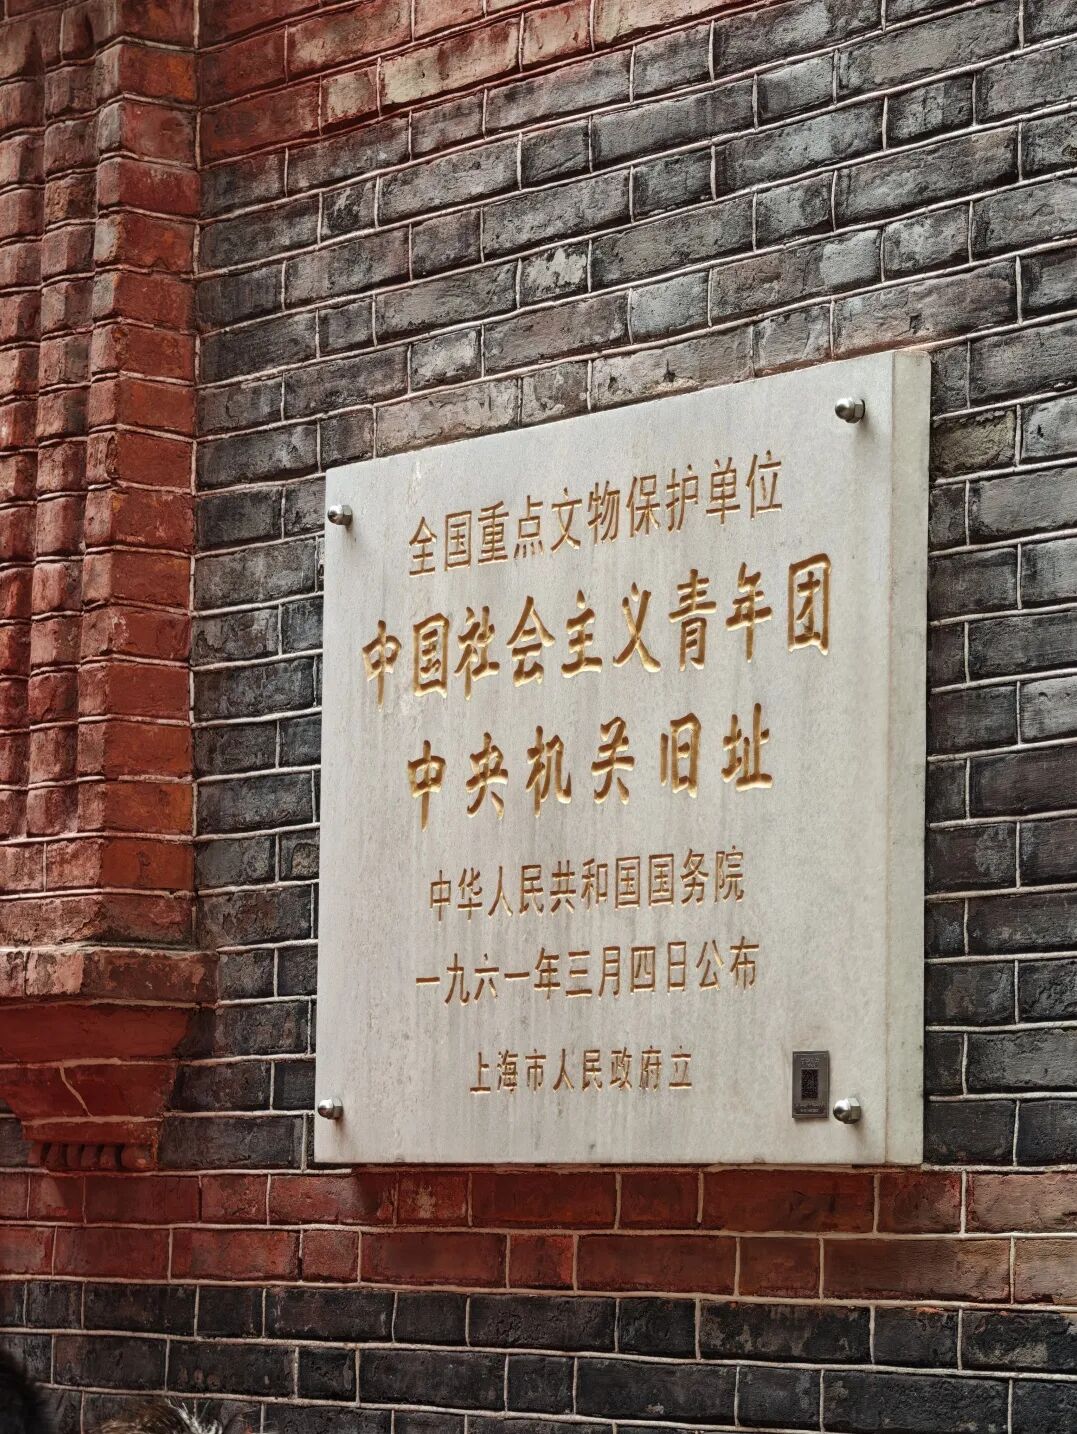 全国重点文物保护单位
中国社会主义青年团
中央机关旧址
中华人民共和国国务院
一九六一年三月四日公布
上海市人民政府立